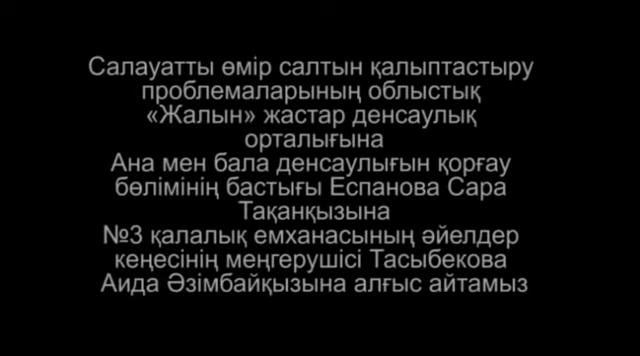 Салауатты өмір салтын қалыптастыру
проблемаларының облыстық
«Жалын» жастар денсаулық
орталығына
Ана мен бала денсаулығын қорғау
бөлімінің бастығы Еспанова Сара
Тақанқызына
№3 қалалық емханасының әйелдер
кеңесінің меңгерушісі Тасыбекова
Аида Әзімбайқызына алғыс айтамыз